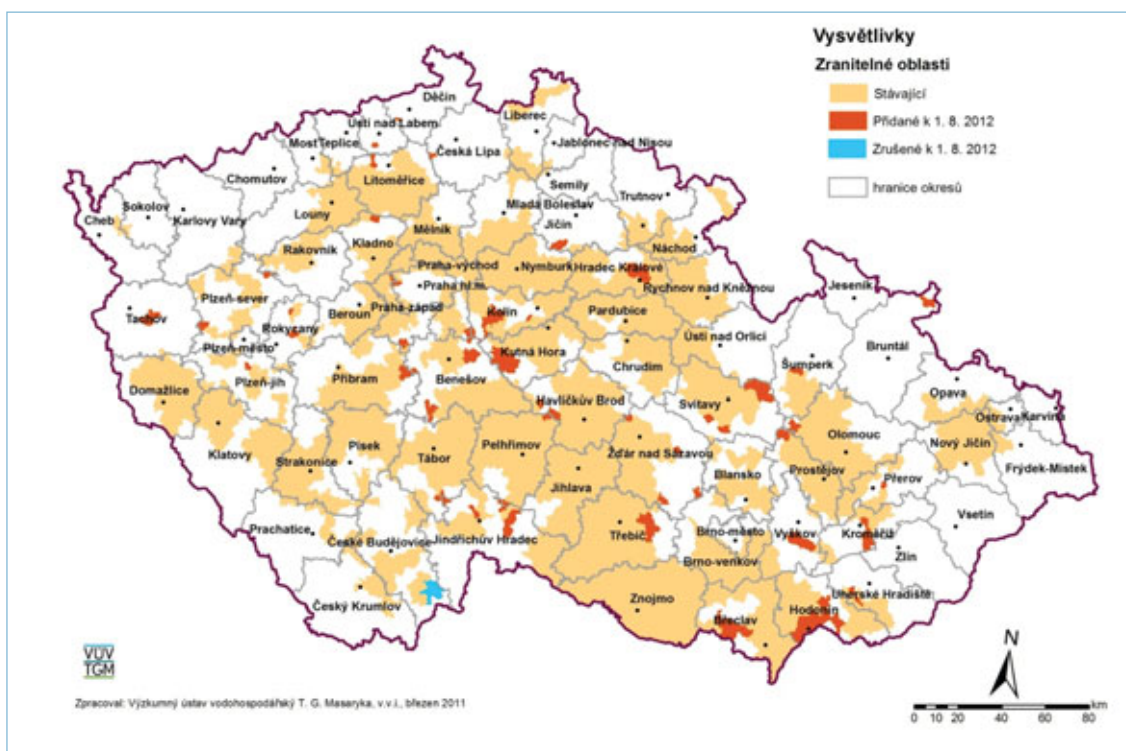 Vysvětlivky
Zranitelné oblasti
Stávající
Přidané k 1. 8. 2012
Zrušené k 1. 8. 2012
hranice okresů
Děčín
Liberec
Ústí nad Labem
Most Teplice
Jablonec nad Nisou
Česká Lípa
Chomutov
Litoměřice
Semily
Trutnov
Sokolov
Karlovy Vary
Cheb
Louny
Mladá Boleslav
Jičín
Mělník
Náchod
Rakovník
Kladno
Praha-východ
Nymburk
Hradec Králové
Praha hl.m.
Rychnov nad Kněžnou
Jeseník
Plzeň-sever
Tachov
Beroun
Praha-západ
Kolín
Pardubice
Rokycany
Ústí nad Orlicí
Bruntál
Plzeň-město
Kutná Hora
Šumperk
Chrudim
Opava
Plzeň-jih
Příbram
Benešov
Domažlice
Havlíčkův Brod
Svitavy
Ostrava
Karviná
Olomouc
Nový Jičín
Klatovy
Písek
Pelhřimov
Žďár nad Sázavou
Strakonice
Tábor
Frýdek-Místek
Prostějov
Blansko
Přerov
Jihlava
Vsetín
Prachatice
České Budějovice
Jindřichův Hradec
Třebíč
Brno-město
Vyškov
Kroměříž
Zlín
Brno-venkov
Český Krumlov
Uherské Hradiště
Znojmo
Hodonín
Břeclav
N
VÚV
TGM
Zpracoval: Výzkumný ústav vodohospodářský T. G. Masaryka, v.v.i., březen 2011
km
0 10 20 40 60 80